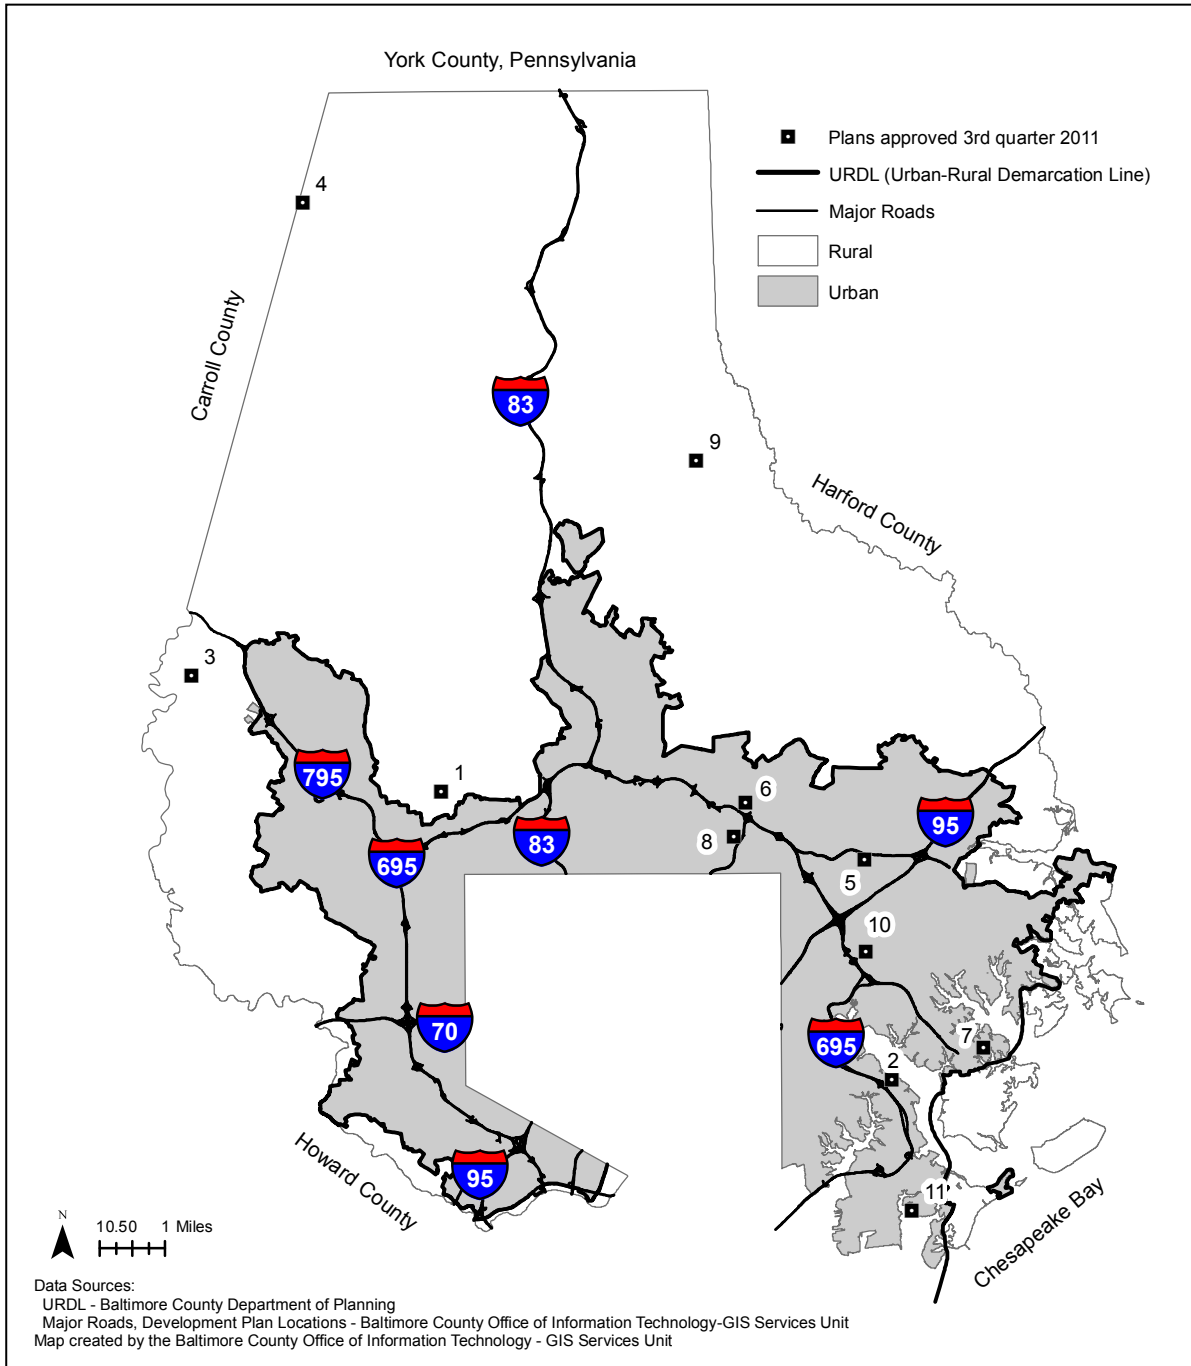 York County, Pennsylvania
Plans approved 3rd quarter 2011
URDL (Urban-Rural Demarcation Line)
Major Roads
Rural
Urban
4
Carroll County
83
9
Harford County
3
795
1
6
95
83
8
695
5
10
70
695
7
2
Howard County
95
11
Chesapeake Bay
N
10.50 1 Miles
Data Sources:
URDL - Baltimore County Department of Planning
Major Roads, Development Plan Locations - Baltimore County Office of Information Technology-GIS Services Unit
Map created by the Baltimore County Office of Information Technology - GIS Services Unit